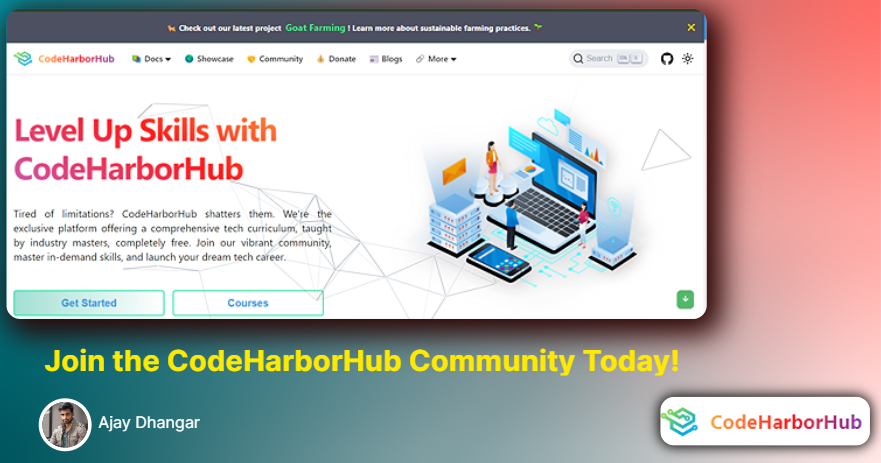 Check out our latest project Goat Farming ! Learn more about sustainable farming practices.
CodeHarborHub Docs Showcase Community Donate Blogs More Search
Level Up Skills with
CodeHarborHub
Tired of limitations? CodeHarborHub shatters them. We're the
exclusive platform offering a comprehensive tech curriculum, taught
by industry masters, completely free. Join our vibrant community,
master in-demand skills, and launch your dream tech career.
Get Started Courses
Join the CodeHarborHub Community Today!
Ajay Dhangar
CodeHarborHub